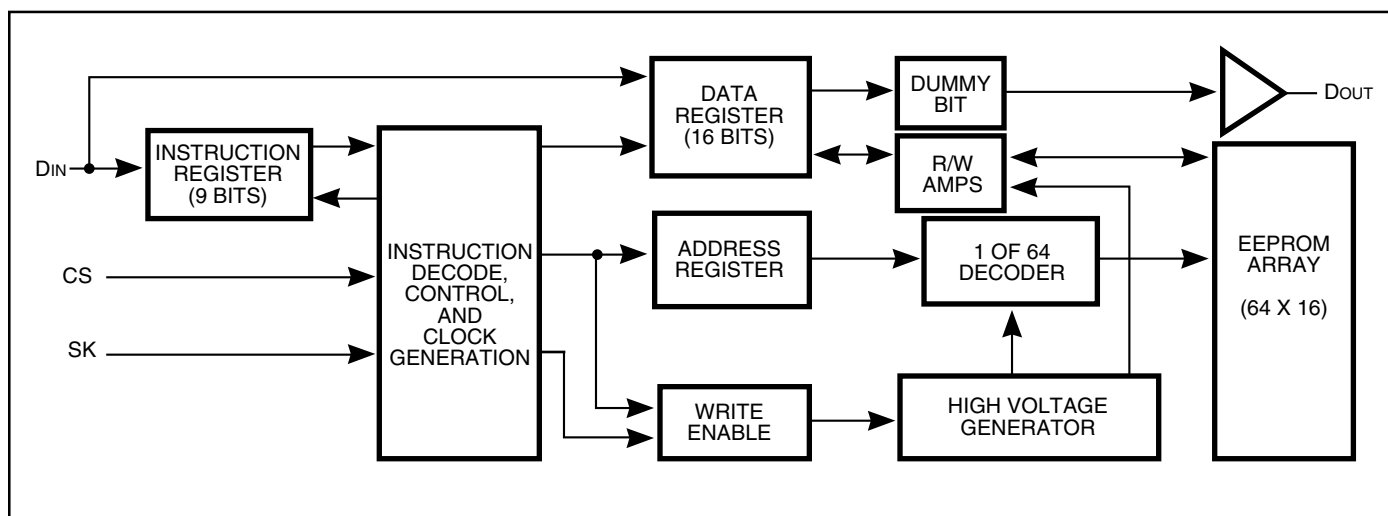 DIN
CS
SK
INSTRUCTION
REGISTER
(9 BITS)
INSTRUCTION
DECODE,
CONTROL,
AND
CLOCK
GENERATION
DATA
REGISTER
(16 BITS)
ADDRESS
REGISTER
WRITE
ENABLE
DUMMY
BIT
R/W
AMPS
1 OF 64
DECODER
HIGH VOLTAGE
GENERATOR
DOUT
EEPROM
ARRAY
(64 X 16)